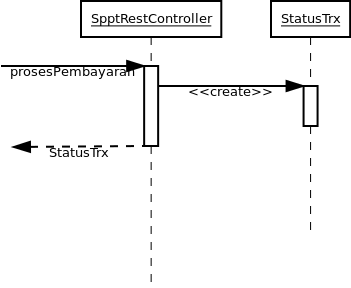 SpptRestController
StatusTrx
prosesPembayaran
<<create>>
StatusTrx